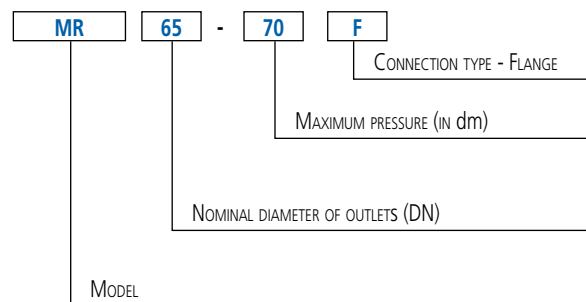 MR 65 - 70 F
Connection type - Flange
Maximum pressure (in dm)
Nominal diameter of outlets (DN)
Model